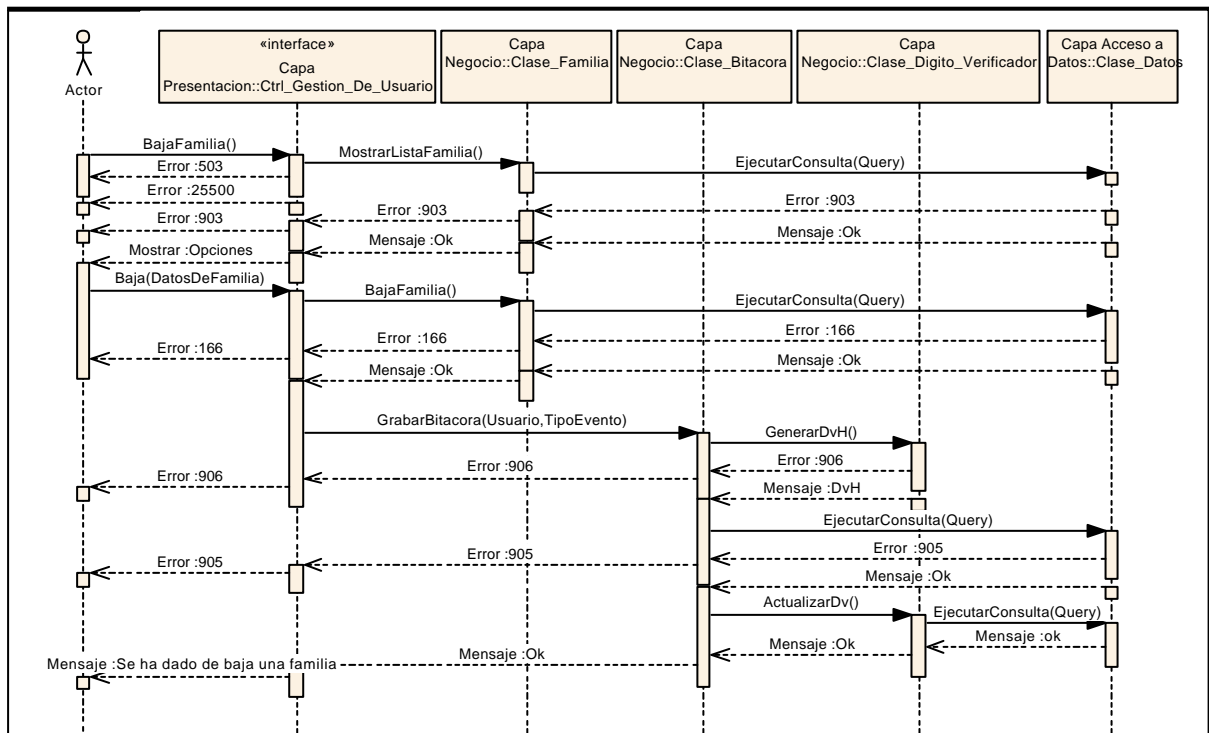 Actor
«interface»
Capa
Presentacion::Ctrl_Gestion_De_Usuario
Capa
Negocio::Clase_Familia
Capa
Negocio::Clase_Bitacora
Capa
Negocio::Clase_Digito_Verificador
Capa Acceso a
Datos::Clase_Datos
BajaFamilia()
MostrarListaFamilia()
EjecutarConsulta(Query)
Error :503
Error :25500
Error :903
Error :903
Error :903
Mensaje :Ok
Mensaje :Ok
Mostrar :Opciones
Baja(DatosDeFamilia)
BajaFamilia()
EjecutarConsulta(Query)
Error :166
Error :166
Error :166
Mensaje :Ok
Mensaje :Ok
GrabarBitacora(Usuario,TipoEvento)
GenerarDvH()
Error :906
Error :906
Error :906
Mensaje :DvH
EjecutarConsulta(Query)
Error :905
Error :905
Error :905
Mensaje :Ok
ActualizarDv()
EjecutarConsulta(Query)
Mensaje :ok
Mensaje :Ok
Mensaje :Ok
Mensaje :Se ha dado de baja una familia